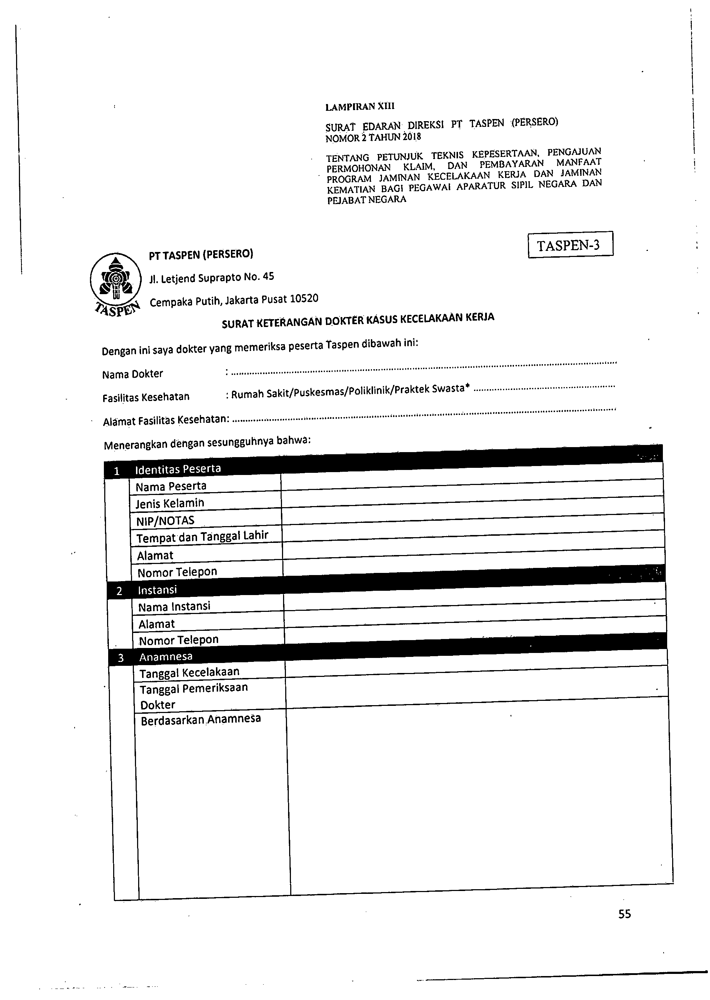 LAMPIRAN XIII
SURAT EDARAN DIREKSI PT TASPEN (PERSERO)
NOMOR 2 TAHUN 2018
TENTANG PETUNJUK TEKNIS KEPESERTAAN, PENGAJUAN
PERMOHONAN KLAIM, DAN PEMBAYARAN MANFAAT
PROGRAM JAMINAN KECELAKAAN KERJA DAN JAMINAN
KEMATIAN BAGI PEGAWAI APARATUR SIPIL NEGARA DAN
PEJABAT NEGARA
TASPEN-3
PT TASPEN (PERSERO)
Jl. Letjend Suprapto No. 45
Cempaka Putih, Jakarta Pusat 10520
TASPEN
SURAT KETERANGAN DOKTER KASUS KECELAKAAN KERJA
Dengan ini saya dokter yang memeriksa peserta Taspen dibawah ini:
Nama Dokter : ............................................................
Fasilitas Kesehatan : Rumah Sakit/Puskesmas/Poliklinik/Praktek Swasta* ..............................
Alamat Fasilitas Kesehatan: ............................................................
Menerangkan dengan sesungguhnya bahwa:
1 Identitas Peserta
Nama Peserta
Jenis Kelamin
NIP/NOTAS
Tempat dan Tanggal Lahir
Alamat
Nomor Telepon
2 Instansi
Nama Instansi
Alamat
Nomor Telepon
3 Anamnesa
Tanggal Kecelakaan
Tanggal Pemeriksaan
Dokter
Berdasarkan Anamnesa
55